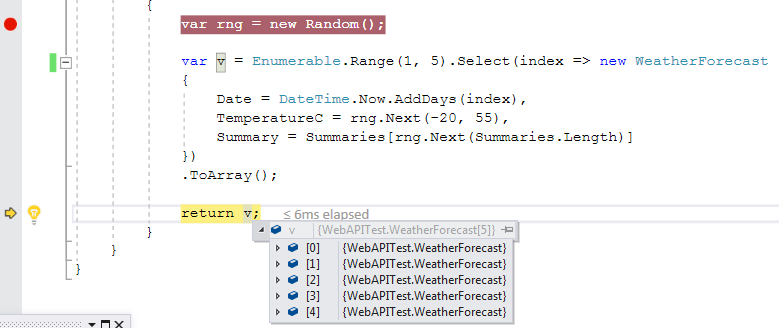 {
var rng = new Random();
var v = Enumerable.Range(1, 5).Select(index => new WeatherForecast
{
Date = DateTime.Now.AddDays(index),
TemperatureC = rng.Next(-20, 55),
Summary = Summaries[rng.Next(Summaries.Length)]
})
.ToArray();
return v; ≤ 6ms elapsed
} v {WebAPITest.WeatherForecast[5]}
} [0] {WebAPITest.WeatherForecast}
} [1] {WebAPITest.WeatherForecast}
[2] {WebAPITest.WeatherForecast}
[3] {WebAPITest.WeatherForecast}
[4] {WebAPITest.WeatherForecast}